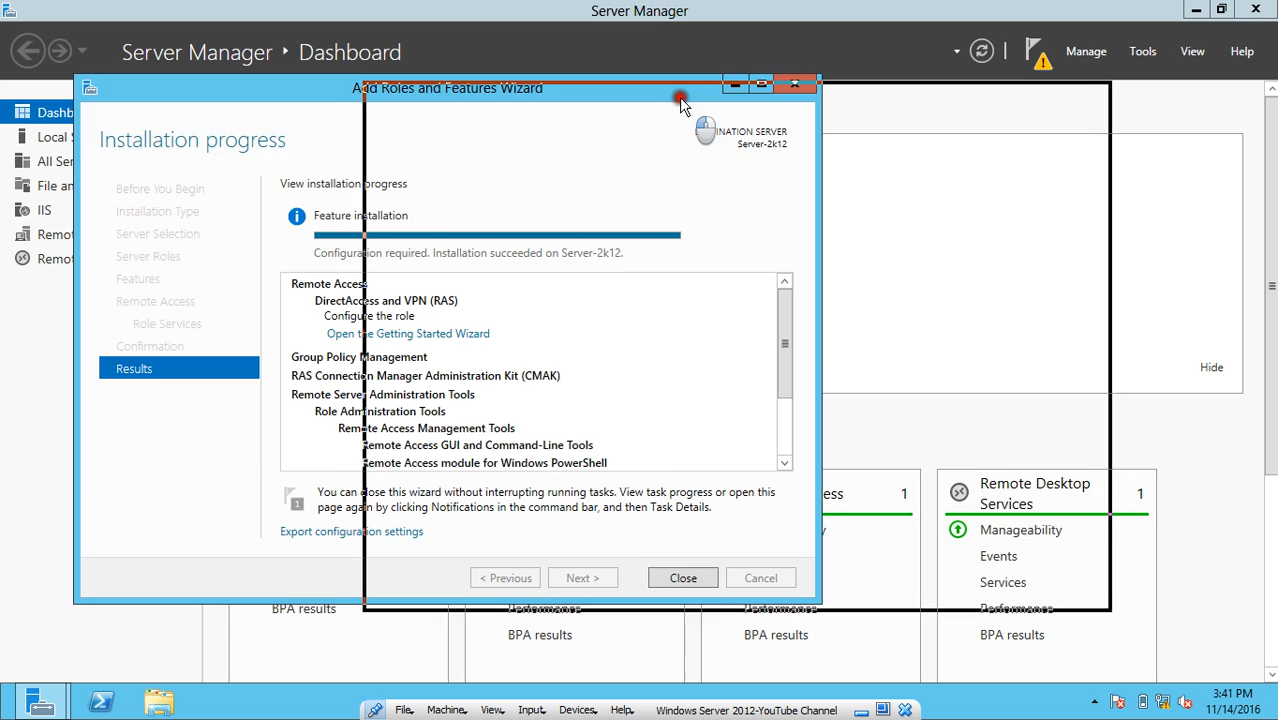 Server Manager
Server Manager • Dashboard
Manage Tools View Help
Add Roles and Features Wizard
Dashb
Local S
All Ser
File an
IIS
Remot
Remot
Installation progress
INATION SERVER
Server-2k12
Before You Begin
Installation Type
Server Selection
Server Roles
Features
Remote Access
Role Services
Confirmation
Results
View installation progress
Feature installation
Configuration required. Installation succeeded on Server-2k12.
Remote Access
DirectAccess and VPN (RAS)
Configure the role
Open the Getting Started Wizard
Group Policy Management
RAS Connection Manager Administration Kit (CMAK)
Remote Server Administration Tools
Role Administration Tools
Remote Access Management Tools
Remote Access GUI and Command-Line Tools
Remote Access module for Windows PowerShell
1
You can close this wizard without interrupting running tasks. View task progress or open this
page again by clicking Notifications in the command bar, and then Task Details.
Export configuration settings
< Previous Next > Close Cancel
Hide
ess 1
Remote Desktop
Services
1
Manageability
Events
Services
Performance
BPA results
BPA results
Performance
BPA results
Performance
BPA results
File Machine View Input Devices Help Windows Server 2012-YouTube Channel
3:41 PM
11/14/2016